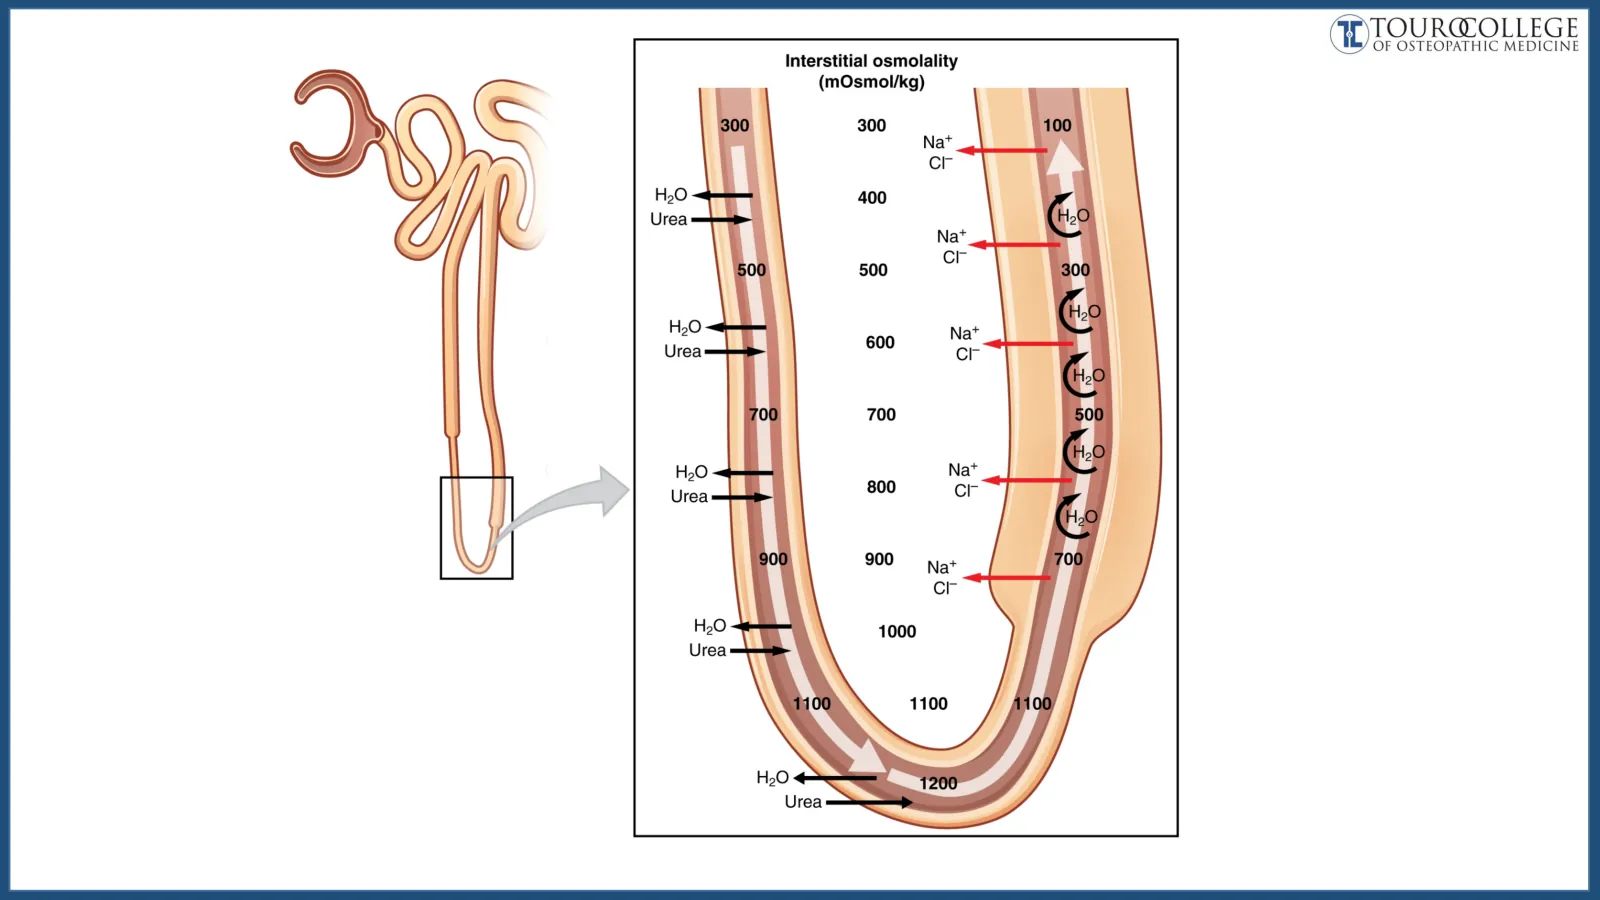 TOURO COLLEGE
OF OSTEOPATHIC MEDICINE
Interstitial osmolality
(mOsmol/kg)
300 300 100
Na⁺
Cl⁻
H₂O 400 H₂O
Urea
Na⁺
Cl⁻
500 500 300
H₂O
H₂O Na⁺
600
Urea Cl⁻
H₂O
700 700 500
H₂O
H₂O Na⁺
800
Urea Cl⁻
H₂O
900 900 700
Na⁺
Cl⁻
H₂O 1000
Urea
1100 1100 1100
H₂O 1200
Urea